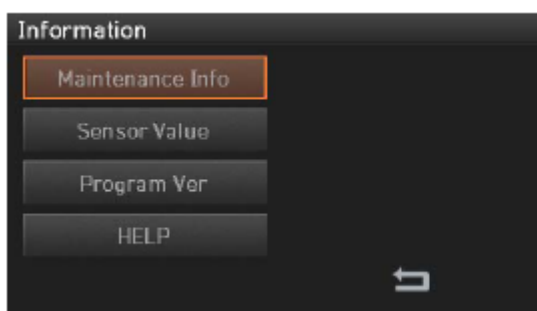 Information
Maintenance Info
Sensor Value
Program Ver
HELP